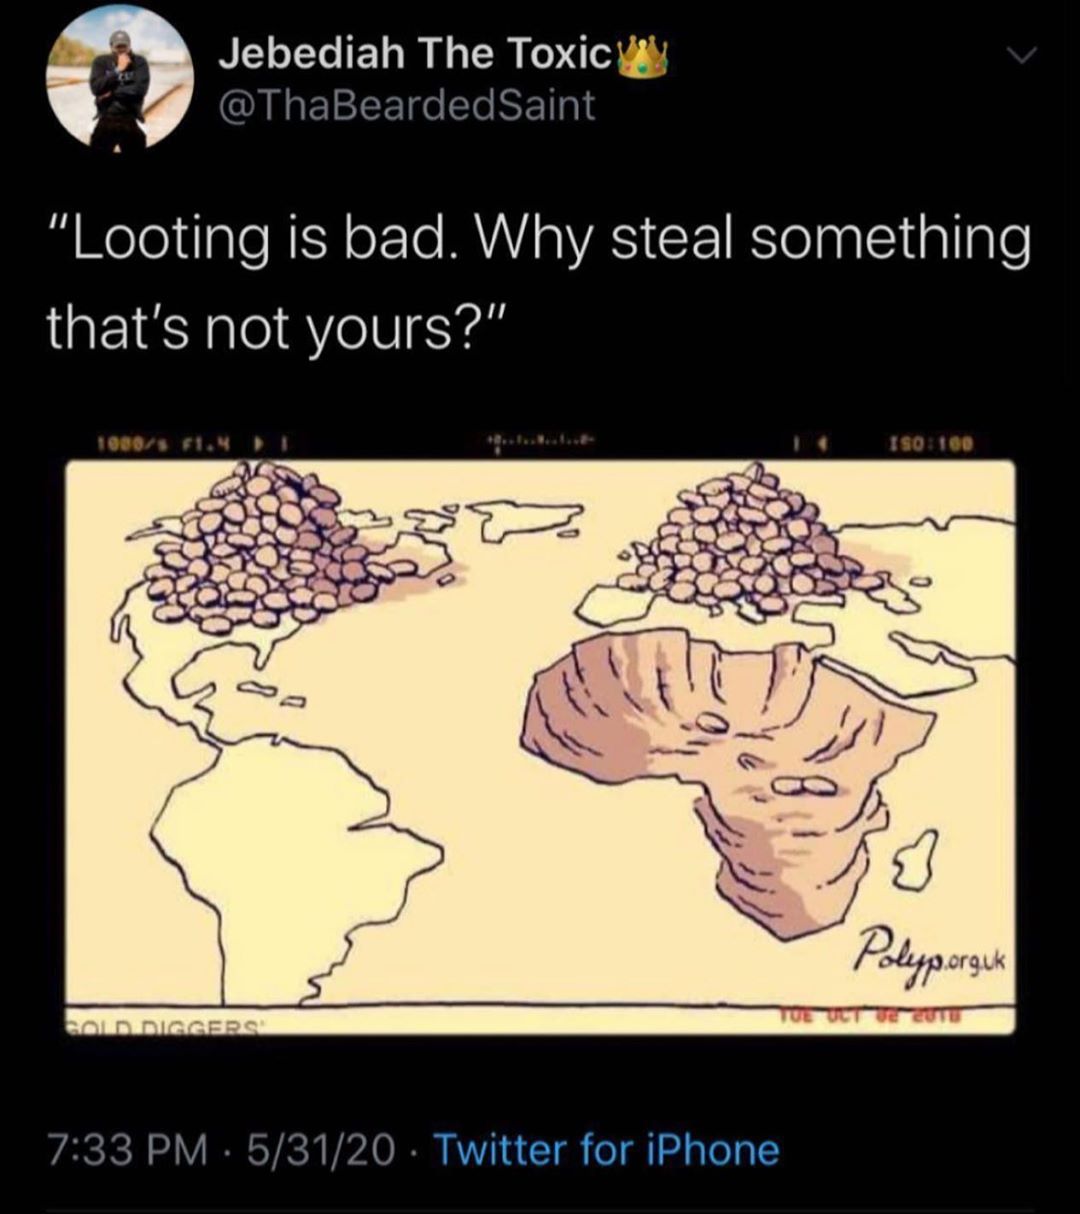 Jebediah The Toxic👑
@ThaBeardedSaint
“Looting is bad. Why steal something
that’s not yours?”
1000/s F1.4
ISO:100
Polyp.org.uk
GOLD DIGGERS'
TUE OCT 02 2018
7:33 PM · 5/31/20 · Twitter for iPhone